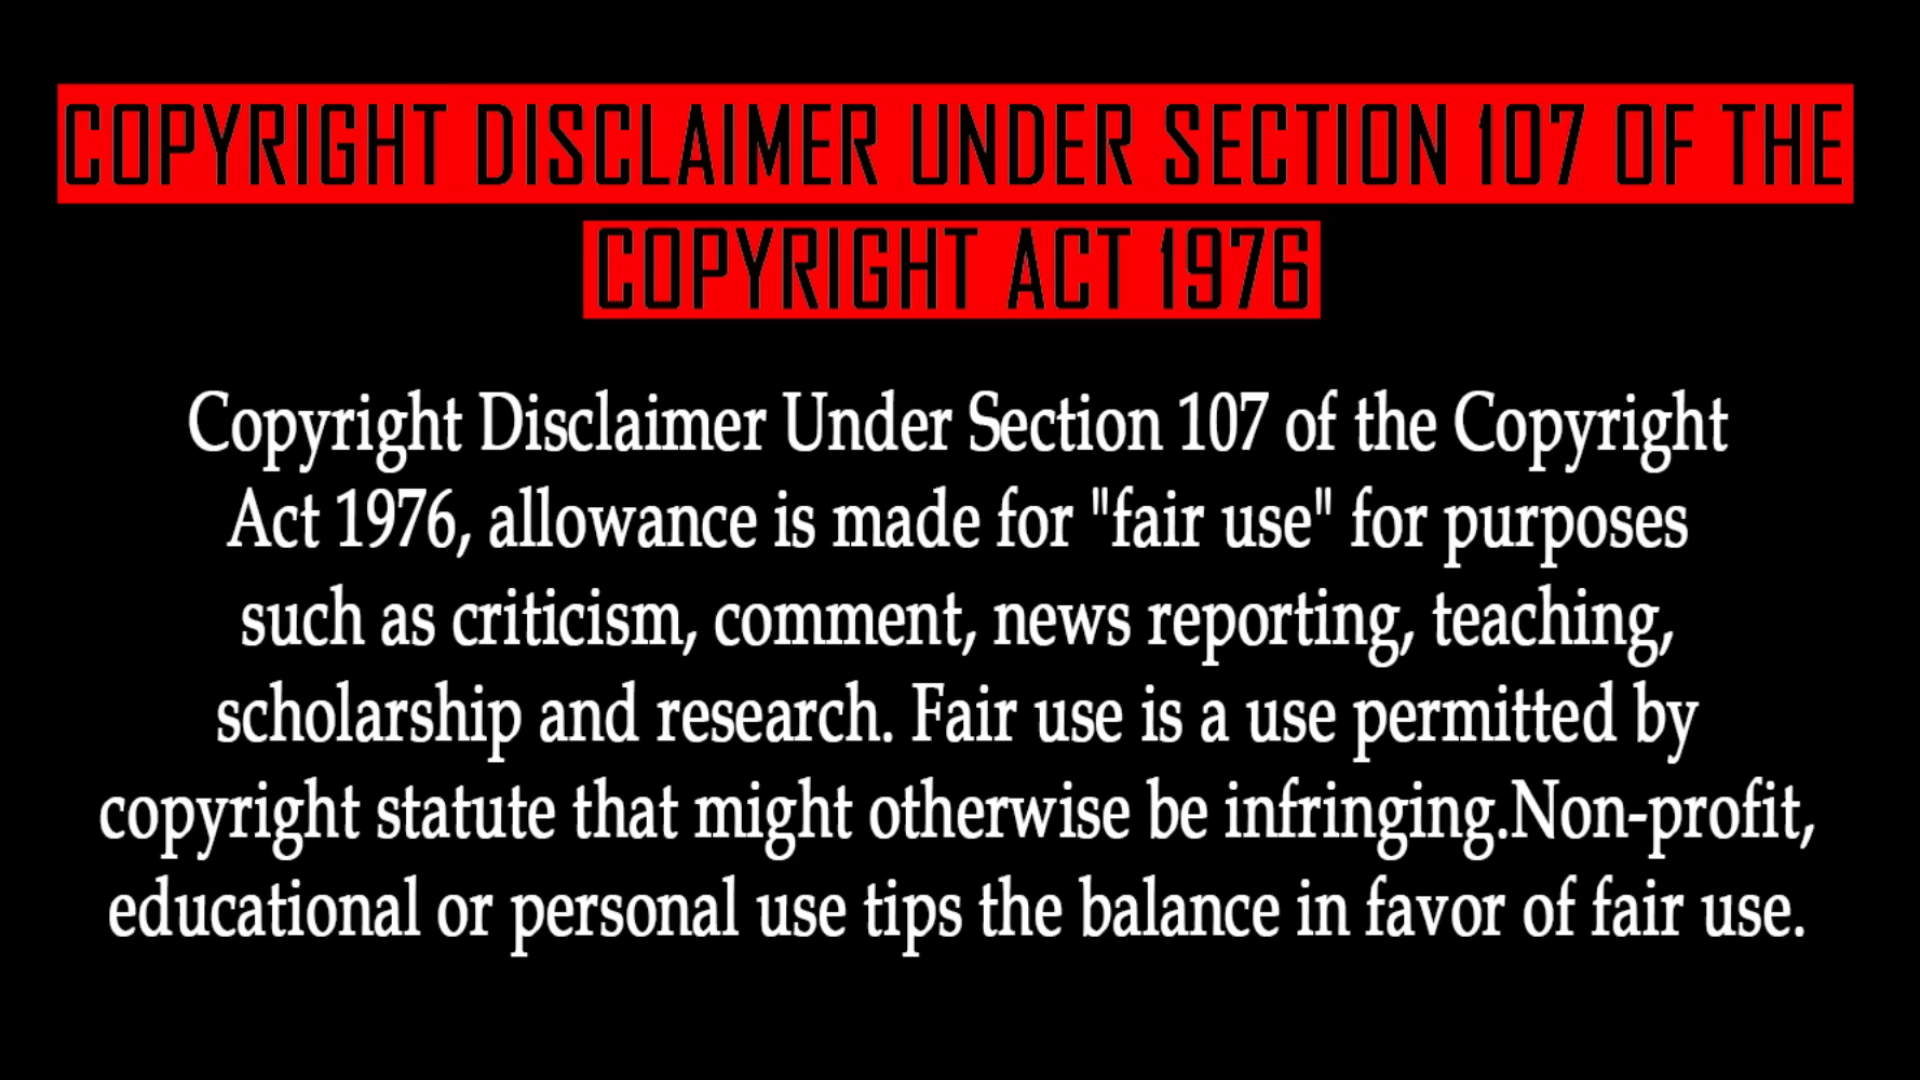 COPYRIGHT DISCLAIMER UNDER SECTION 107 OF THE
COPYRIGHT ACT 1976
Copyright Disclaimer Under Section 107 of the Copyright
Act 1976, allowance is made for "fair use" for purposes
such as criticism, comment, news reporting, teaching,
scholarship and research. Fair use is a use permitted by
copyright statute that might otherwise be infringing.Non-profit,
educational or personal use tips the balance in favor of fair use.